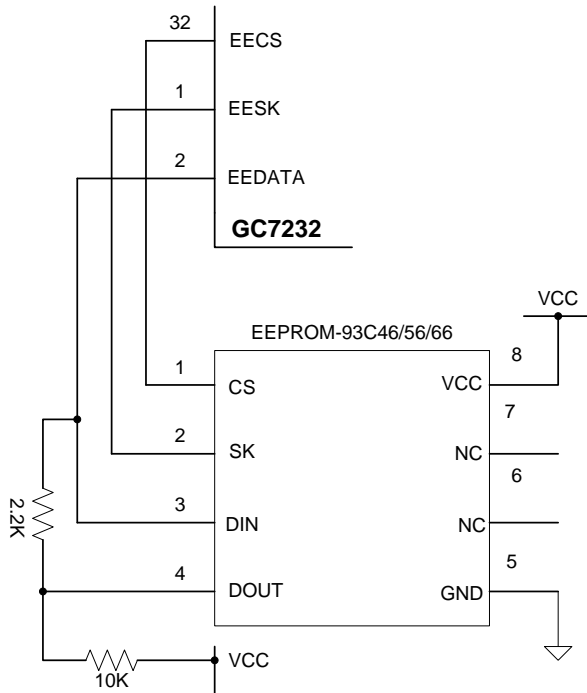 32
EECS
1
EESK
2
EEDATA
GC7232
VCC
EEPROM-93C46/56/66
1
CS
8
VCC
7
2
SK
NC
6
3
DIN
NC
2.2K
4
DOUT
5
GND
VCC
10K